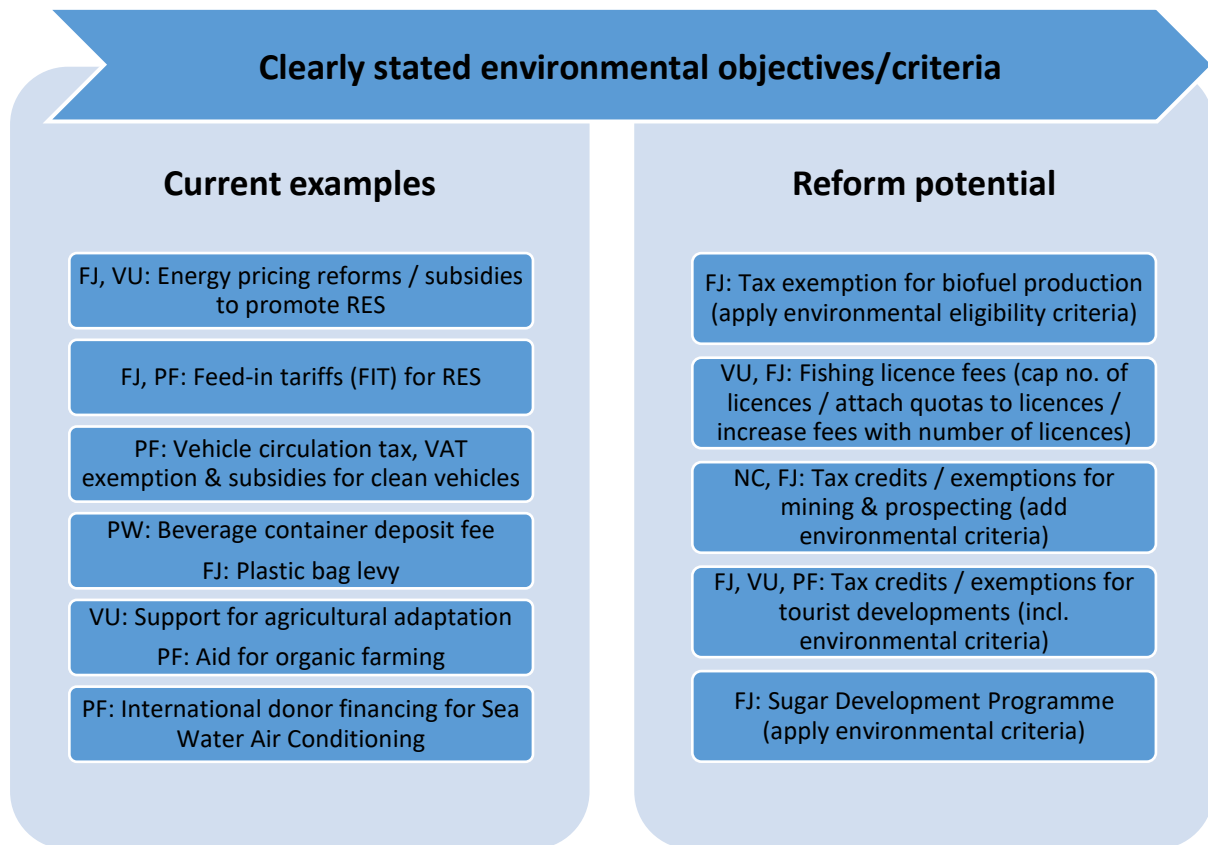 Clearly stated environmental objectives/criteria
Current examples
FJ, VU: Energy pricing reforms / subsidies
to promote RES
FJ, PF: Feed-in tariffs (FIT) for RES
PF: Vehicle circulation tax, VAT
exemption & subsidies for clean vehicles
PW: Beverage container deposit fee
FJ: Plastic bag levy
VU: Support for agricultural adaptation
PF: Aid for organic farming
PF: International donor financing for Sea
Water Air Conditioning
Reform potential
FJ: Tax exemption for biofuel production
(apply environmental eligibility criteria)
VU, FJ: Fishing licence fees (cap no. of
licences / attach quotas to licences /
increase fees with number of licences)
NC, FJ: Tax credits / exemptions for
mining & prospecting (add
environmental criteria)
FJ, VU, PF: Tax credits / exemptions for
tourist developments (incl.
environmental criteria)
FJ: Sugar Development Programme
(apply environmental criteria)